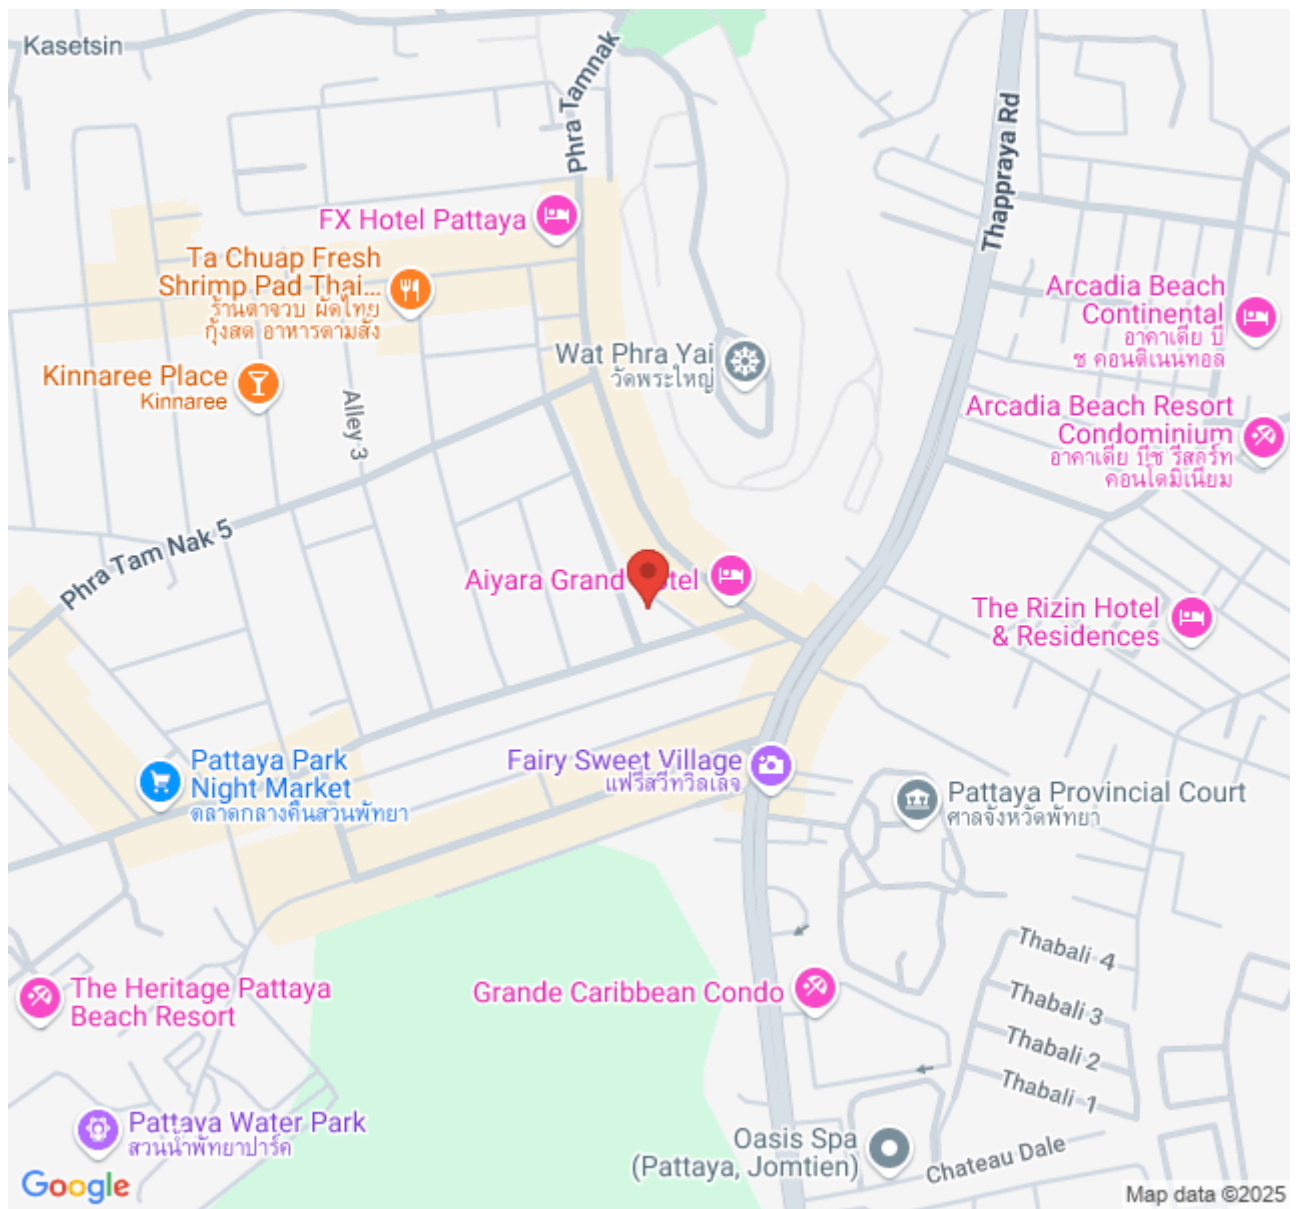 Kasetsin
Phra Tamnak
Thappraya Rd
FX Hotel Pattaya
Ta Chuap Fresh
Shrimp Pad Thai...
ร้านตาจวบ ผัดไทย
กุ้งสด อาหารตามสั่ง
Arcadia Beach
Continental
อาคาเดีย บี
ช คอนติเนนทอล
Wat Phra Yai
วัดพระใหญ่
Kinnaree Place
Kinnaree
Alley 3
Arcadia Beach Resort
Condominium
อาคาเดีย บีช รีสอร์ท
คอนโดมิเนียม
Phra Tam Nak 5
Aiyara Grand
tel
The Rizin Hotel
& Residences
Pattaya Park
Night Market
ตลาดกลางคืนสวนพัทยา
Fairy Sweet Village
แฟรี่สวีทวิลเลจ
Pattaya Provincial Court
ศาลจังหวัดพัทยา
Thabali 4
The Heritage Pattaya
Beach Resort
Grande Caribbean Condo
Thabali 3
Thabali 2
Thabali 1
Pattaya Water Park
สวนน้ำพัทยาปาร์ค
Oasis Spa
(Pattaya, Jomtien)
Chateau Dale
Google
Map data ©2025